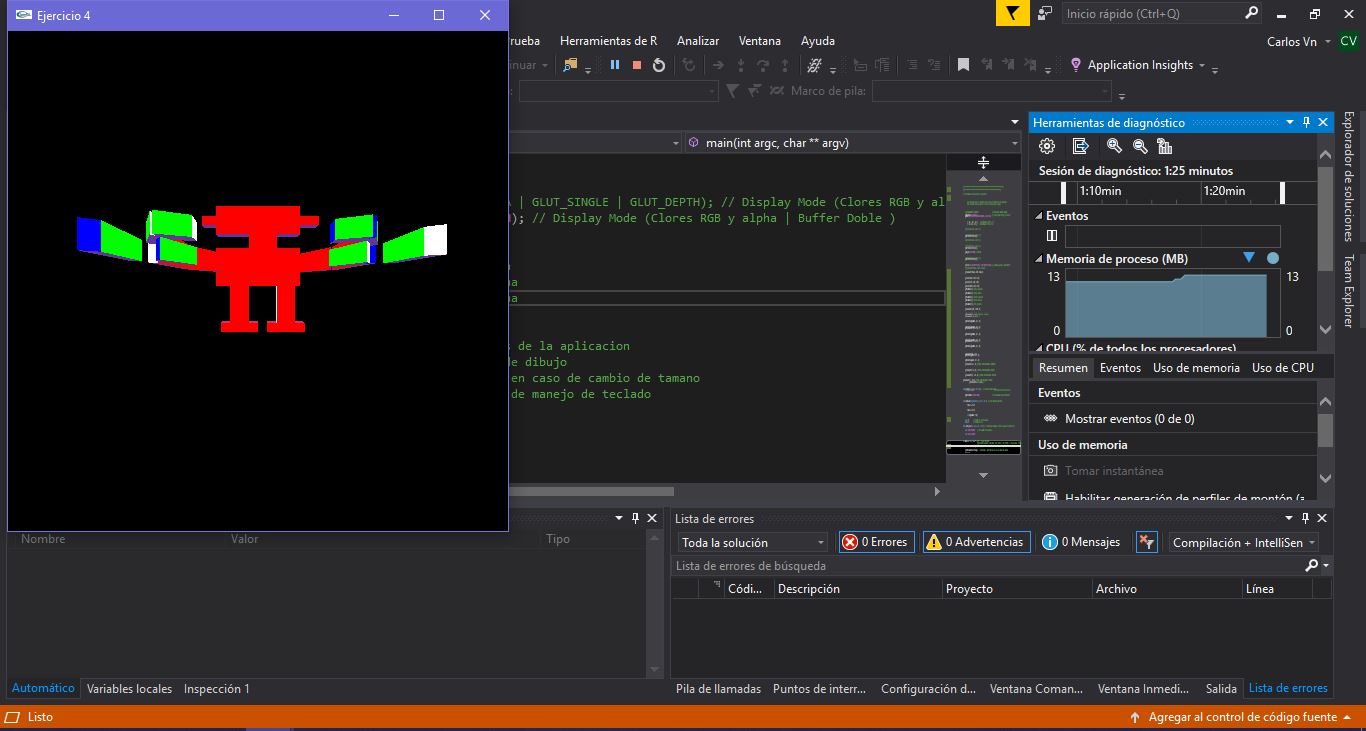 Ejercicio 4
Inicio rápido (Ctrl+Q)
rueba Herramientas de R Analizar Ventana Ayuda
Carlos Vn CV
nuar
Application Insights
Marco de pila:
main(int argc, char ** argv)
A | GLUT_SINGLE | GLUT_DEPTH); // Display Mode (Clores RGB y al
); // Display Mode (Clores RGB y alpha | Buffer Doble )
na
na
s de la aplicacion
de dibujo
en caso de cambio de tamano
de manejo de teclado
Herramientas de diagnóstico
Sesión de diagnóstico: 1:25 minutos
1:10min 1:20min
Eventos
Memoria de proceso (MB)
13 13
0 0
CPU (% de todos los procesadores)
Resumen Eventos Uso de memoria Uso de CPU
Eventos
Mostrar eventos (0 de 0)
Uso de memoria
Tomar instantánea
Habilitar generación de perfiles de montón (a
Explorador de soluciones
Team Explorer
Nombre Valor Tipo
Automático Variables locales Inspección 1
Lista de errores
Toda la solución 0 Errores 0 Advertencias 0 Mensajes Compilación + IntelliSen
Lista de errores de búsqueda
Códi... Descripción Proyecto Archivo Línea
Pila de llamadas Puntos de interr... Configuración d... Ventana Coman... Ventana Inmedi... Salida Lista de errores
Listo
Agregar al control de código fuente